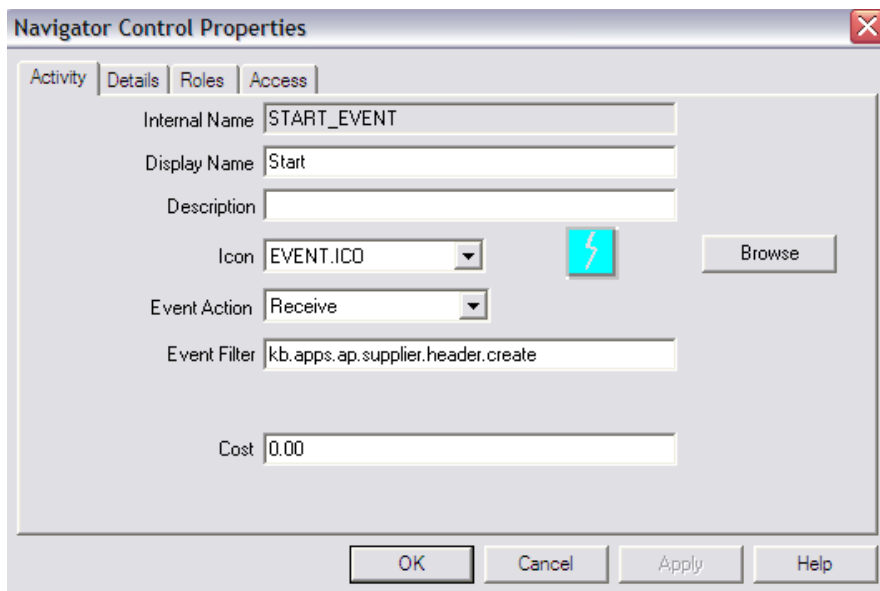 Navigator Control Properties
Activity Details Roles Access
Internal Name START_EVENT
Display Name Start
Description
Icon EVENT.ICO Browse
Event Action Receive
Event Filter kb.apps.ap.supplier.header.create
Cost 0.00
OK Cancel Apply Help